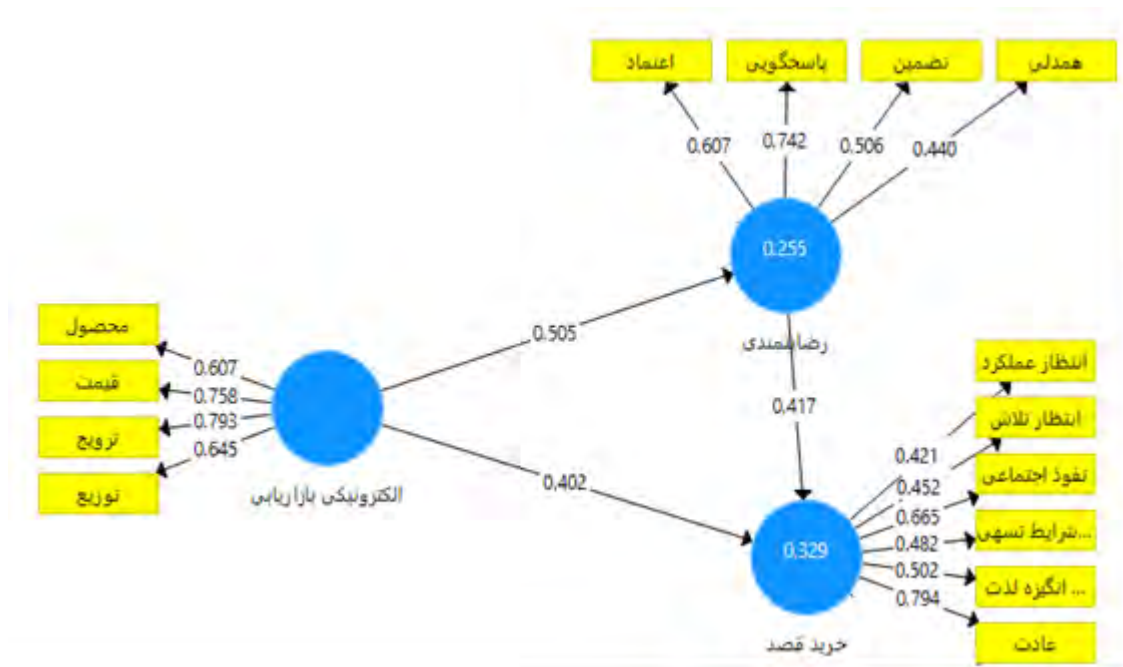 اعتماد
پاسخگویی
تضمین
همدلی
0.607
0.742
0.506
0.440
0.255
رضایتمندی
0.505
محصول
قیمت
ترویج
توزیع
0.607
0.758
0.793
0.645
الکترونیکی بازاریابی
0.417
0.402
انتظار عملکرد
انتظار تلاش
نفوذ اجتماعی
شرایط تسهی...
انگیزه لذت ...
عادت
0.421
0.452
0.665
0.482
0.502
0.794
0.329
خرید قصد